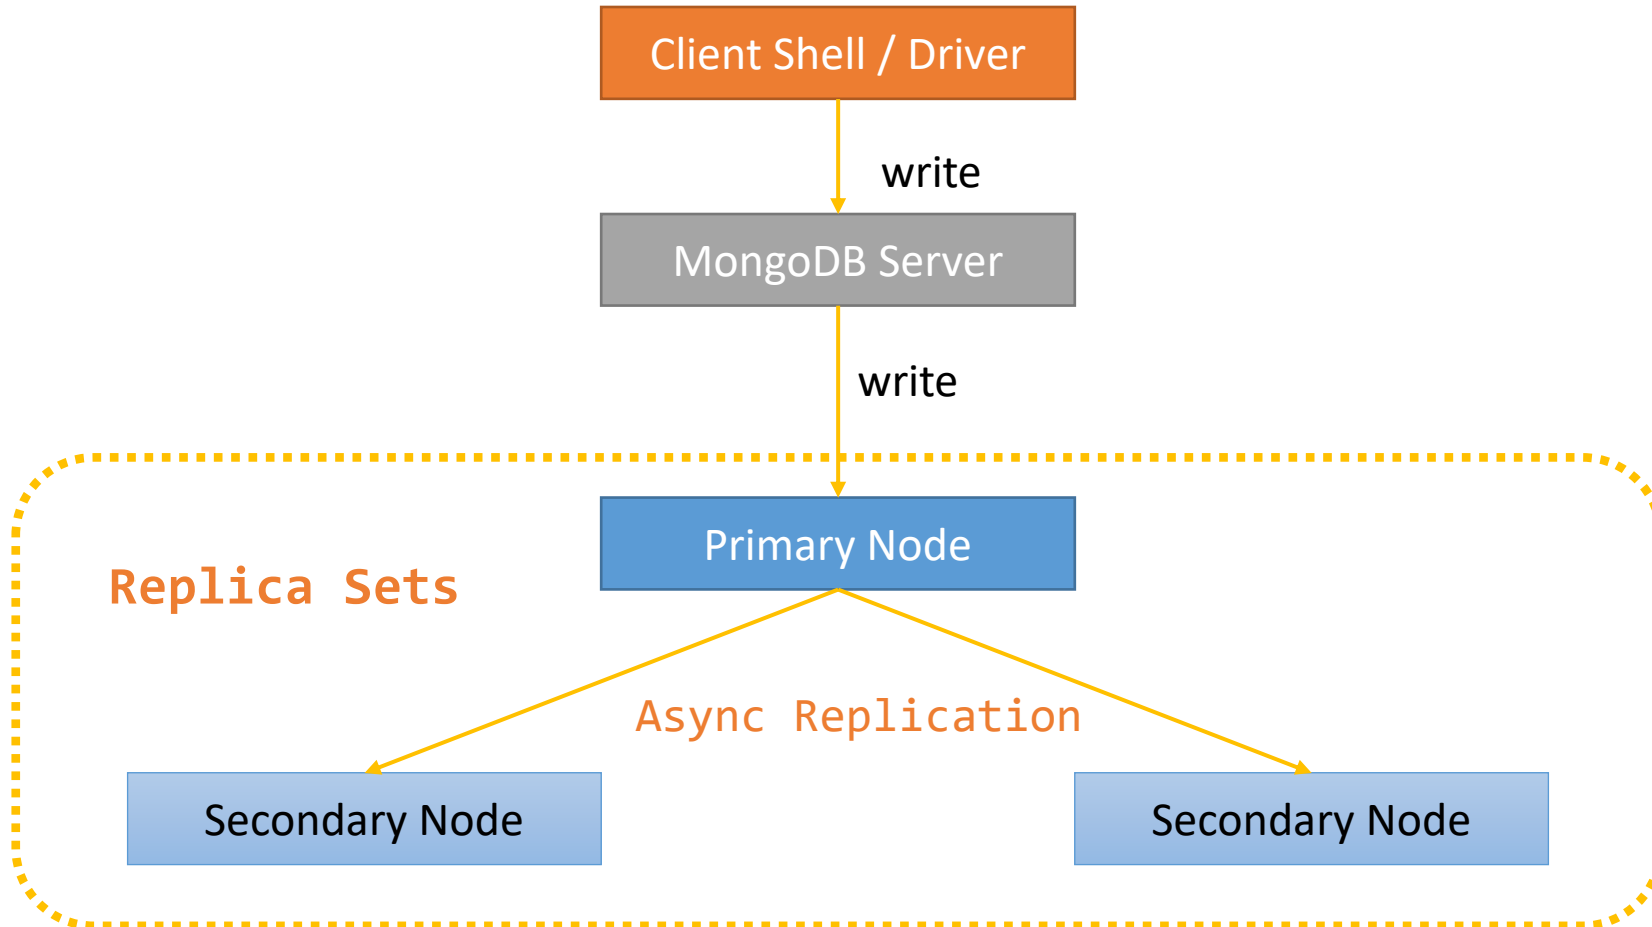 Client Shell / Driver
write
MongoDB Server
write
Primary Node
Replica Sets
Async Replication
Secondary Node
Secondary Node